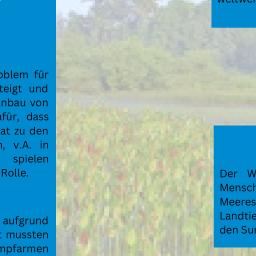 oblem für
teigt und
nbau von
afür, dass
at zu den
n, v.A. in
spielen
Rolle.
aufgrund
mussten
mpfarmen
Der W
Mensch
Meeres
Landtie
den Su